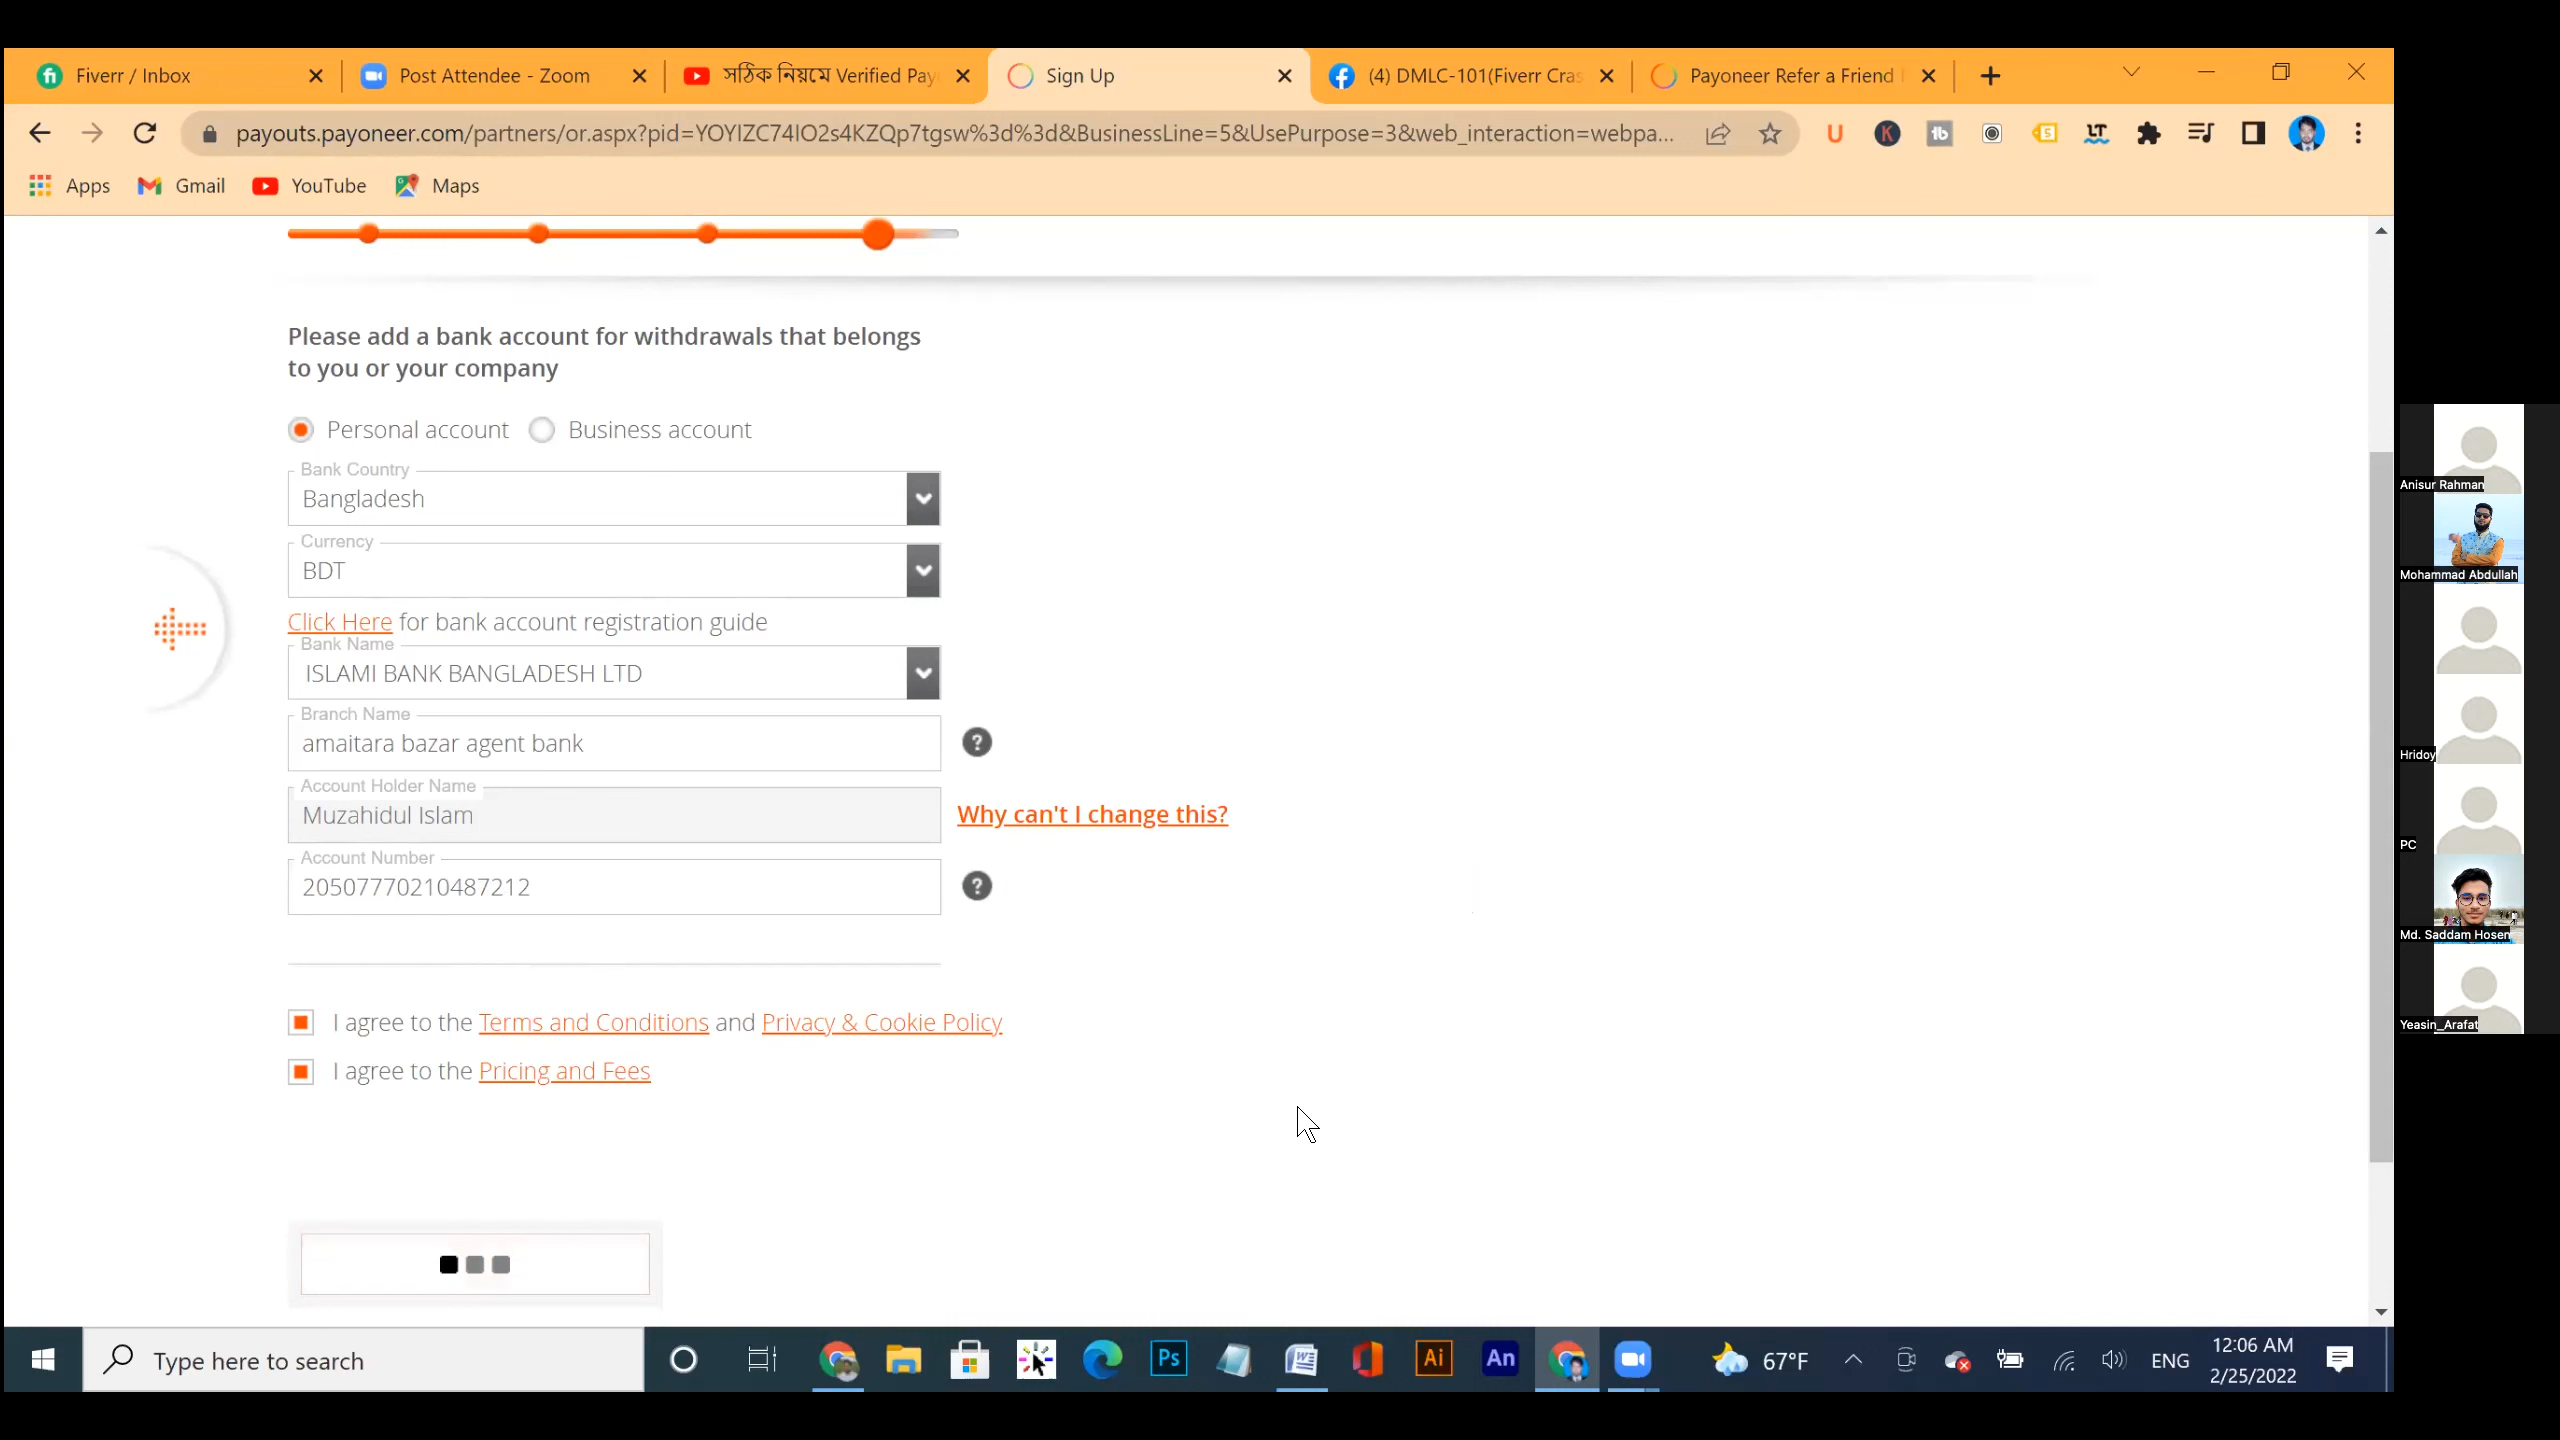 Fiverr / Inbox
Post Attendee - Zoom
সঠিক নিয়মে Verified Pay
Sign Up
(4) DMLC-101(Fiverr Cras
Payoneer Refer a Friend
payouts.payoneer.com/partners/or.aspx?pid=YOYIZC74IO2s4KZQp7tgsw%3d%3d&BusinessLine=5&UsePurpose=3&web_interaction=webpa...
Apps
Gmail
YouTube
Maps
Please add a bank account for withdrawals that belongs
to you or your company
Personal account
Business account
Bank Country
Bangladesh
Currency
BDT
Click Here for bank account registration guide
Bank Name
ISLAMI BANK BANGLADESH LTD
Branch Name
amaitara bazar agent bank
Account Holder Name
Muzahidul Islam
Why can't I change this?
Account Number
20507770210487212
I agree to the Terms and Conditions and Privacy & Cookie Policy
I agree to the Pricing and Fees
Anisur Rahman
Mohammad Abdullah
Hridoy
PC
Md. Saddam Hosen
Yeasin_Arafat
Type here to search
Ps
Ai
An
67°F
ENG
12:06 AM
2/25/2022